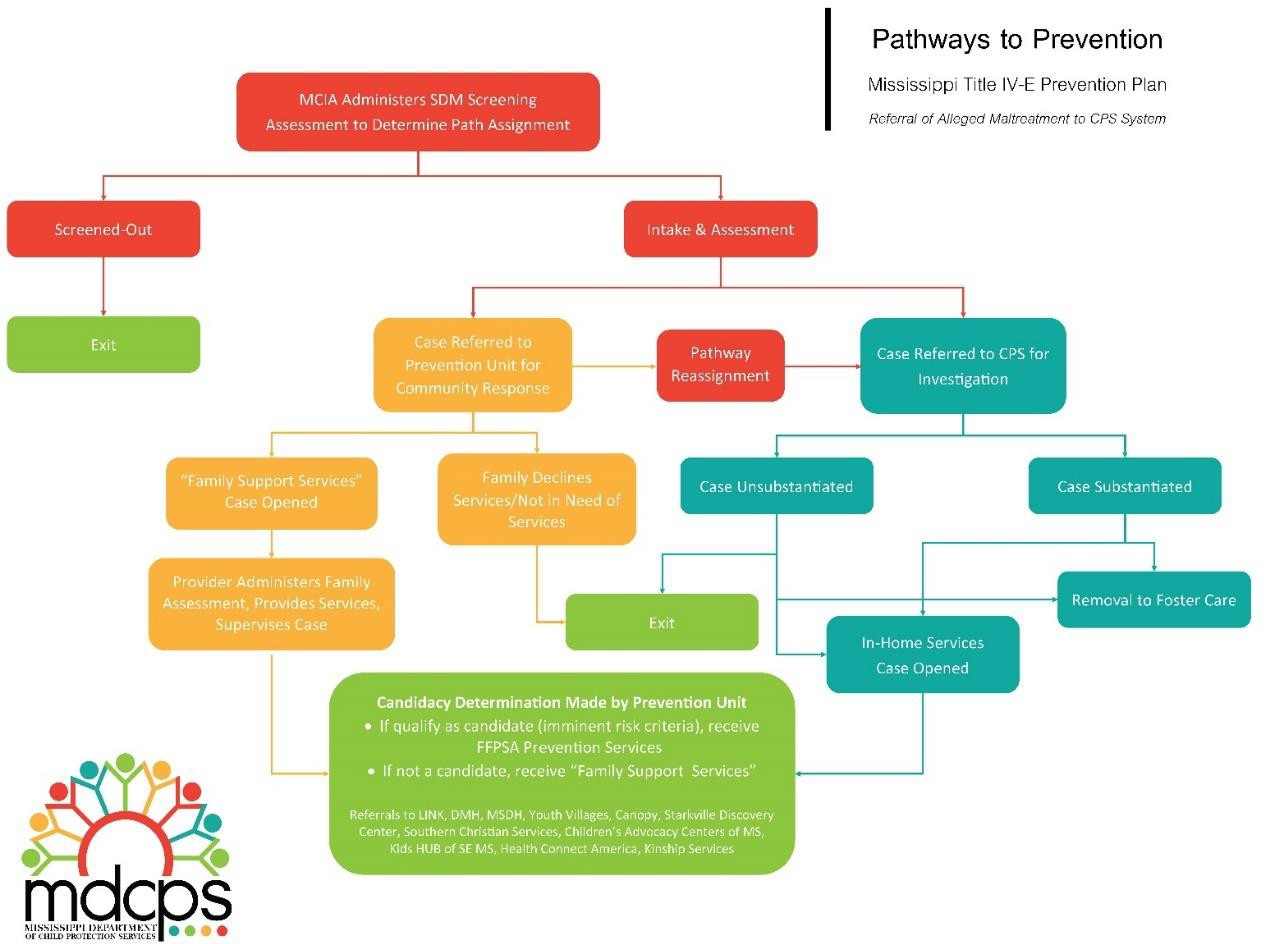 Pathways to Prevention
Mississippi Title IV-E Prevention Plan
Referral of Alleged Maltreatment to CPS System
MCIA Administers SDM Screening
Assessment to Determine Path Assignment
Screened-Out
Intake & Assessment
Exit
Case Referred to
Prevention Unit for
Community Response
Pathway
Reassignment
Case Referred to CPS for
Investigation
“Family Support Services”
Case Opened
Family Declines
Services/Not in Need of
Services
Case Unsubstantiated
Case Substantiated
Provider Administers Family
Assessment, Provides Services,
Supervises Case
Exit
Removal to Foster Care
In-Home Services
Case Opened
Candidacy Determination Made by Prevention Unit
• If qualify as candidate (imminent risk criteria), receive
FFPSA Prevention Services
• If not a candidate, receive “Family Support Services”
Referrals to LINK, DMH, MSDH, Youth Villages, Canopy, Starkville Discovery
Center, Southern Christian Services, Children’s Advocacy Centers of MS,
Kids HUB of SE MS, Health Connect America, Kinship Services
mdcps
MISSISSIPPI DEPARTMENT
OF CHILD PROTECTION SERVICES